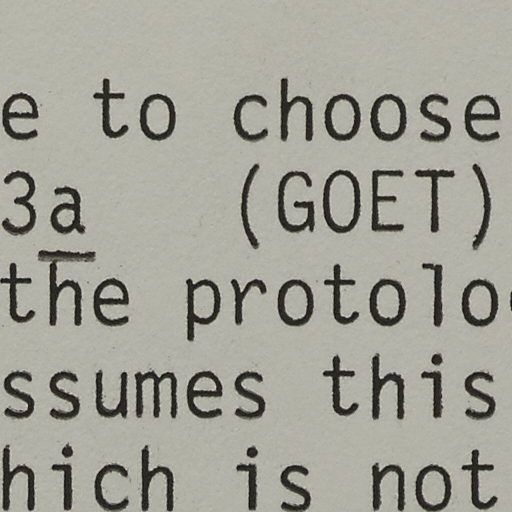 e to choose
3a (GOET)
the protolo
ssumes this
hich is not